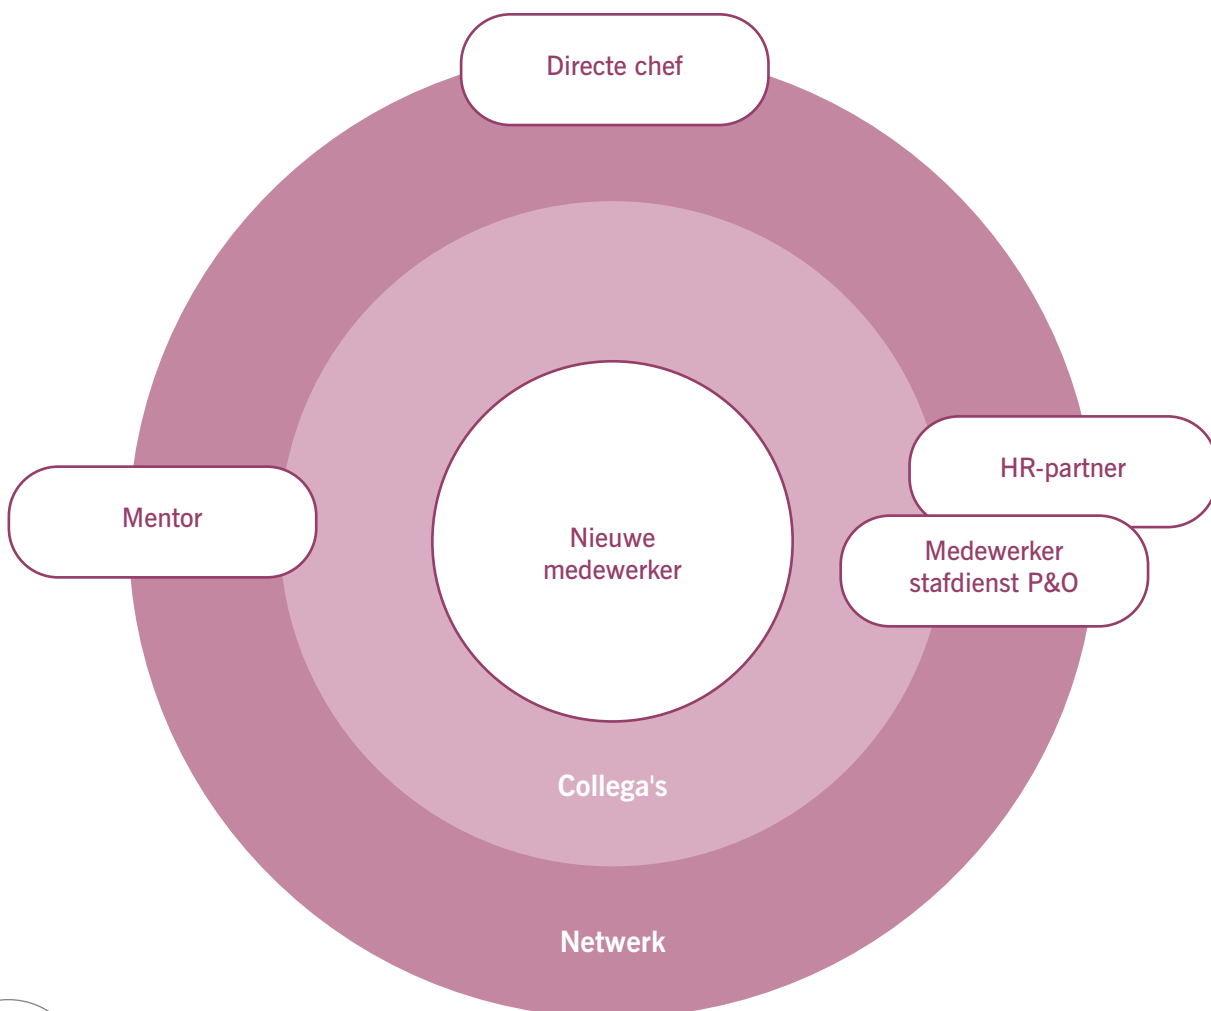 Directe chef
HR-partner
Mentor
Medewerker
stafdienst P&O
Nieuwe
medewerker
Collega's
Netwerk